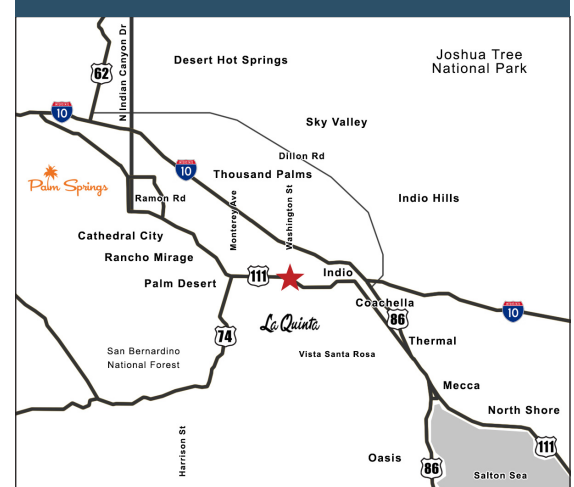 N Indian Canyon Dr
Desert Hot Springs
Joshua Tree
National Park
62
10
Sky Valley
Dillon Rd
10
Thousand Palms
Palm Springs
Ramon Rd
Monterey Ave
Washington St
Indio Hills
Cathedral City
Rancho Mirage
Palm Desert
111
Indio
Coachella
10
La Quinta
86
74
Thermal
San Bernardino
National Forest
Vista Santa Rosa
Mecca
North Shore
Harrison St
111
Oasis
86
Salton Sea